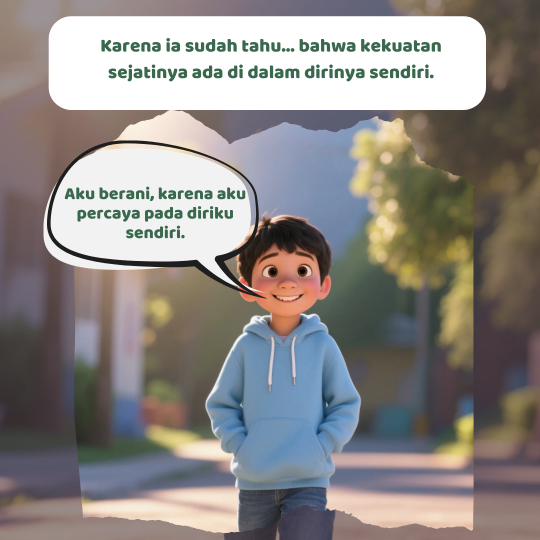 Karena ia sudah tahu... bahwa kekuatan
sejatinya ada di dalam dirinya sendiri.
Aku berani, karena aku
percaya pada diriku
sendiri.